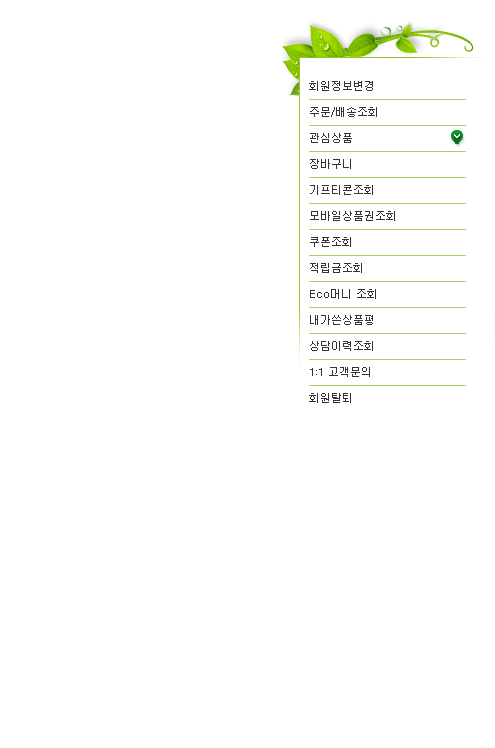 회원정보변경
주문/배송조회
관심상품
장바구니
기프티콘조회
모바일상품권조회
쿠폰조회
적립금조회
Eco머니 조회
내가쓴상품평
상담이력조회
1:1 고객문의
회원탈퇴